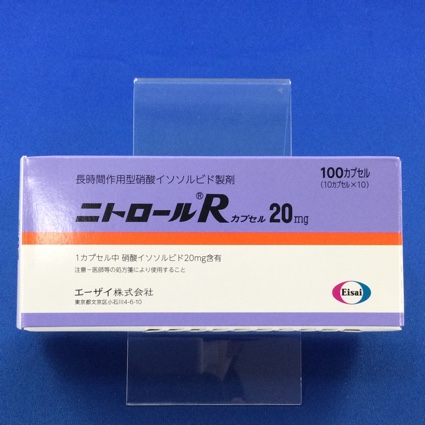 長時間作用型硝酸イソソルビド製剤
100カプセル
(10カプセル×10)
ニトロール®Rカプセル 20mg
1カプセル中 硝酸イソソルビド20mg含有
注意-医師等の処方箋により使用すること
エーザイ株式会社
東京都文京区小石川4-6-10
Eisai